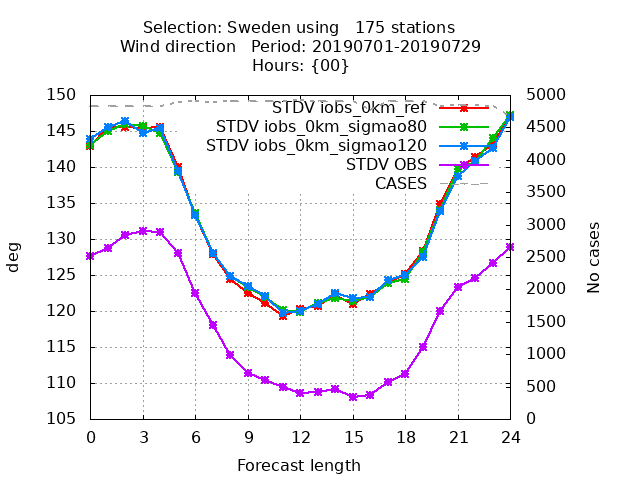 Selection: Sweden using   175 stations
Wind direction   Period: 20190701-20190729
Hours: {00}
STDV iobs_0km_ref
STDV iobs_0km_sigmao80
STDV iobs_0km_sigmao120
STDV OBS
CASES
150
145
140
135
130
125
120
115
110
105
deg
5000
4500
4000
3500
3000
2500
2000
1500
1000
500
0
No cases
0 3 6 9 12 15 18 21 24
Forecast length